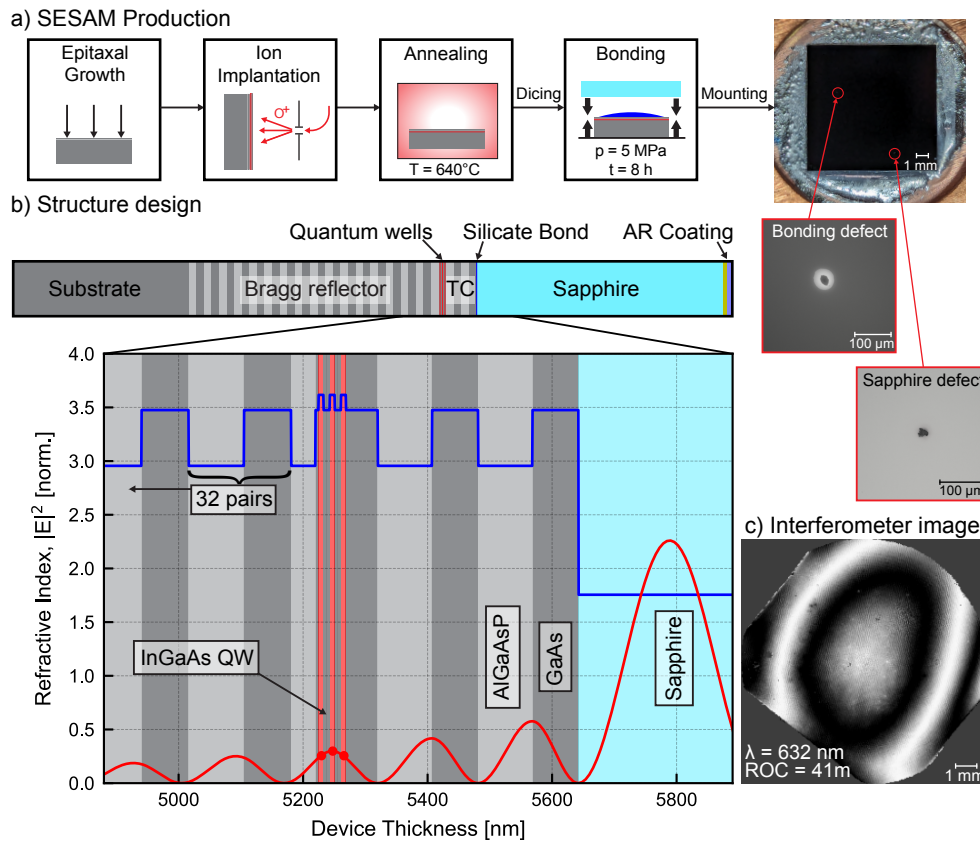 a) SESAM Production
Epitaxal
Growth
Ion
Implantation
O+
Annealing
T = 640°C
Dicing
Bonding
p = 5 MPa
t = 8 h
Mounting
1 mm
b) Structure design
Quantum wells
Silicate Bond
AR Coating
Substrate
Bragg reflector
TC
Sapphire
Bonding defect
100 µm
Sapphire defect
100 µm
Refractive Index, |E|² [norm.]
4.0
3.5
3.0
2.5
2.0
1.5
1.0
0.5
0.0
32 pairs
InGaAs QW
AlGaAsP
GaAs
Sapphire
5000
5200
5400
5600
5800
Device Thickness [nm]
c) Interferometer image
λ = 632 nm
ROC = 41m
1 mm